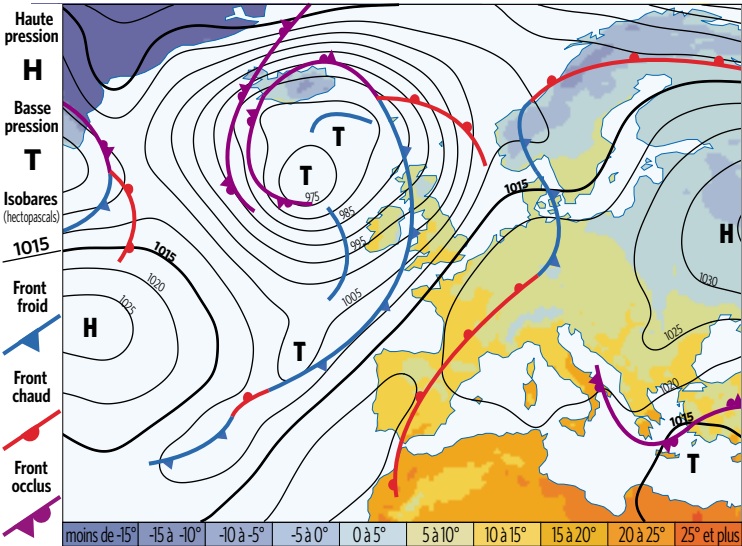 Haute
pression
H
Basse
pression
T
Isobares
(hectopascals)
1015
Front
froid
Front
chaud
Front
occlus
T
T
975
985
995
1005
1015
1015
1020
1025
H
T
H
1030
1025
1020
1015
T
moins de -15° -15 à -10° -10 à -5° -5 à 0° 0 à 5° 5 à 10° 10 à 15° 15 à 20° 20 à 25° 25° et plus